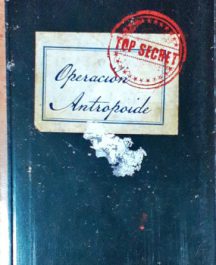 TOP SECRET
Operación
Antropoide